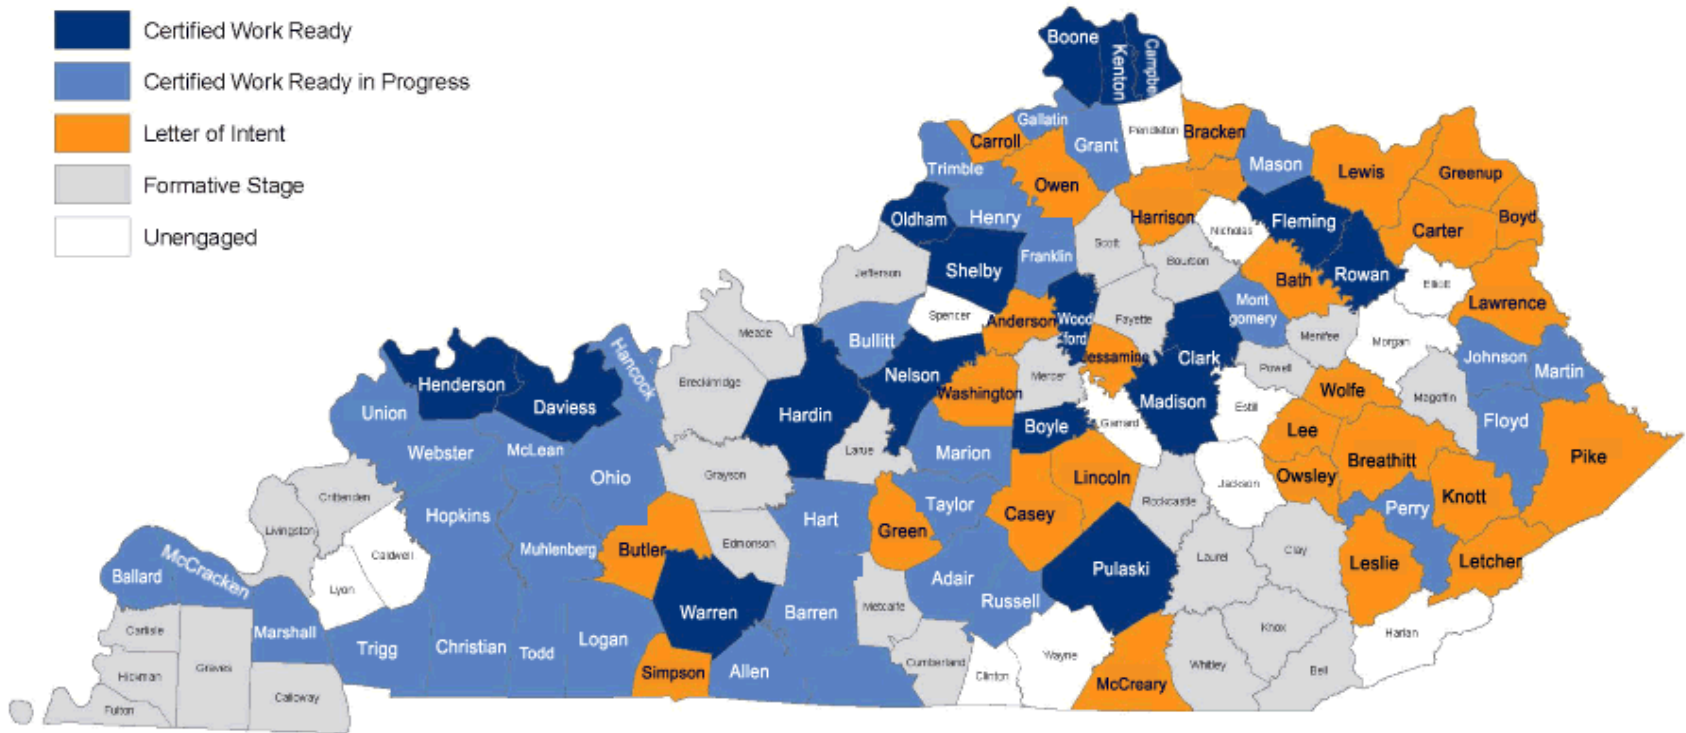 Certified Work Ready
Certified Work Ready in Progress
Letter of Intent
Formative Stage
Unengaged
Boone
Kenton
Campbel
Gallatin
Carroll
Grant
Pendleton
Bracken
Mason
Lewis
Greenup
Trimble
Owen
Oldham
Henry
Harrison
Nicholas
Fleming
Carter
Boyd
Scott
Franklin
Shelby
Jefferson
Bourbon
Bath
Rowan
Elliott
Lawrence
Spencer
Anderson
Wood
ford
Fayette
Mont
gomery
Menifee
Morgan
Johnson
Martin
Meade
Bullitt
Nelson
Washington
Mercer
Jessamine
Clark
Powell
Wolfe
Magoffin
Floyd
Hancock
Breckinridge
Henderson
Daviess
Hardin
Madison
Estill
Union
Boyle
Garrard
Lee
Webster
McLean
Larue
Marion
Breathitt
Pike
Ohio
Grayson
Lincoln
Owsley
Jackson
Knott
Crittenden
Hopkins
Hart
Taylor
Casey
Rockcastle
Perry
Livingston
Green
Butler
Edmonson
Muhlenberg
Caldwell
Laurel
Clay
Leslie
Letcher
McCracken
Ballard
Lyon
Adair
Pulaski
Russell
Metcalfe
Warren
Barren
Carlisle
Marshall
Knox
Harlan
Trigg
Christian
Todd
Logan
Wayne
Cumberland
Whitley
Bell
Graves
Hickman
Simpson
Allen
Clinton
McCreary
Calloway
Fulton